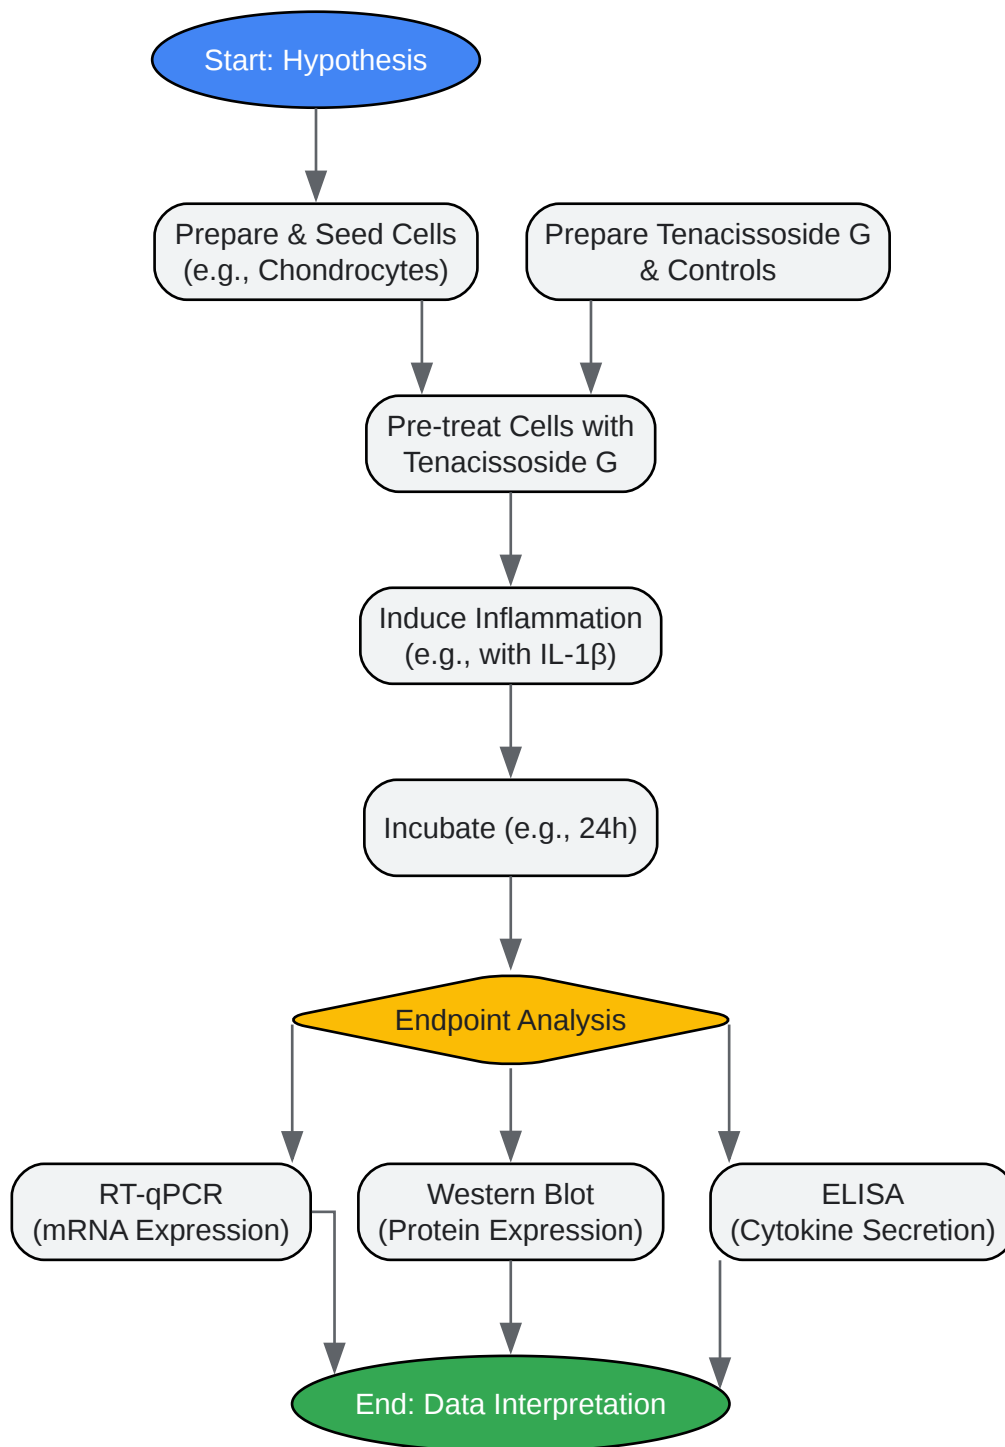 Start: Hypothesis
Prepare & Seed Cells
(e.g., Chondrocytes)
Prepare Tenacissoside G
& Controls
Pre-treat Cells with
Tenacissoside G
Induce Inflammation
(e.g., with IL-1β)
Incubate (e.g., 24h)
Endpoint Analysis
RT-qPCR
(mRNA Expression)
Western Blot
(Protein Expression)
ELISA
(Cytokine Secretion)
End: Data Interpretation